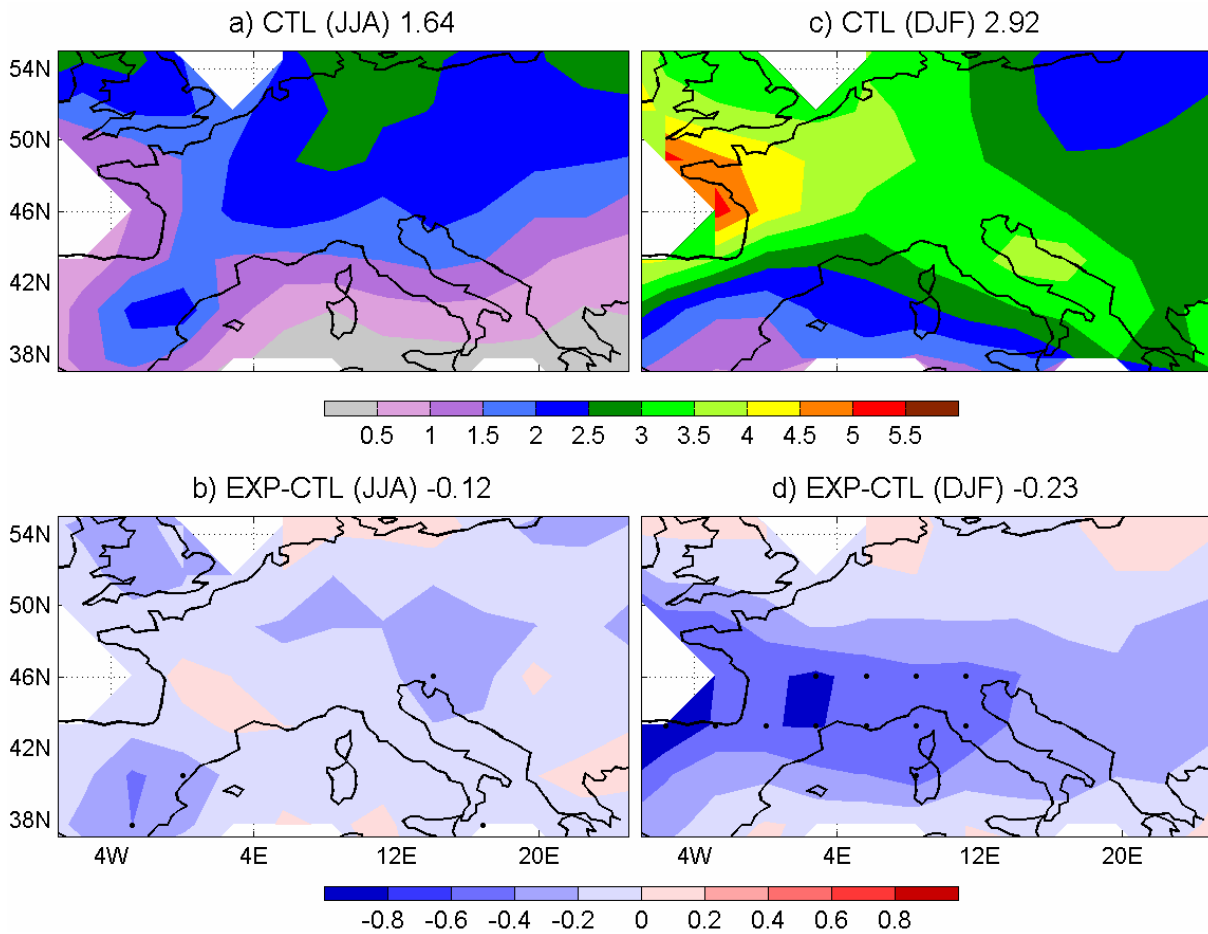 a) CTL (JJA) 1.64
c) CTL (DJF) 2.92
54N
50N
46N
42N
38N
0.5 1 1.5 2 2.5 3 3.5 4 4.5 5 5.5
b) EXP-CTL (JJA) -0.12
d) EXP-CTL (DJF) -0.23
54N
50N
46N
42N
38N
4W 4E 12E 20E
4W 4E 12E 20E
-0.8 -0.6 -0.4 -0.2 0 0.2 0.4 0.6 0.8